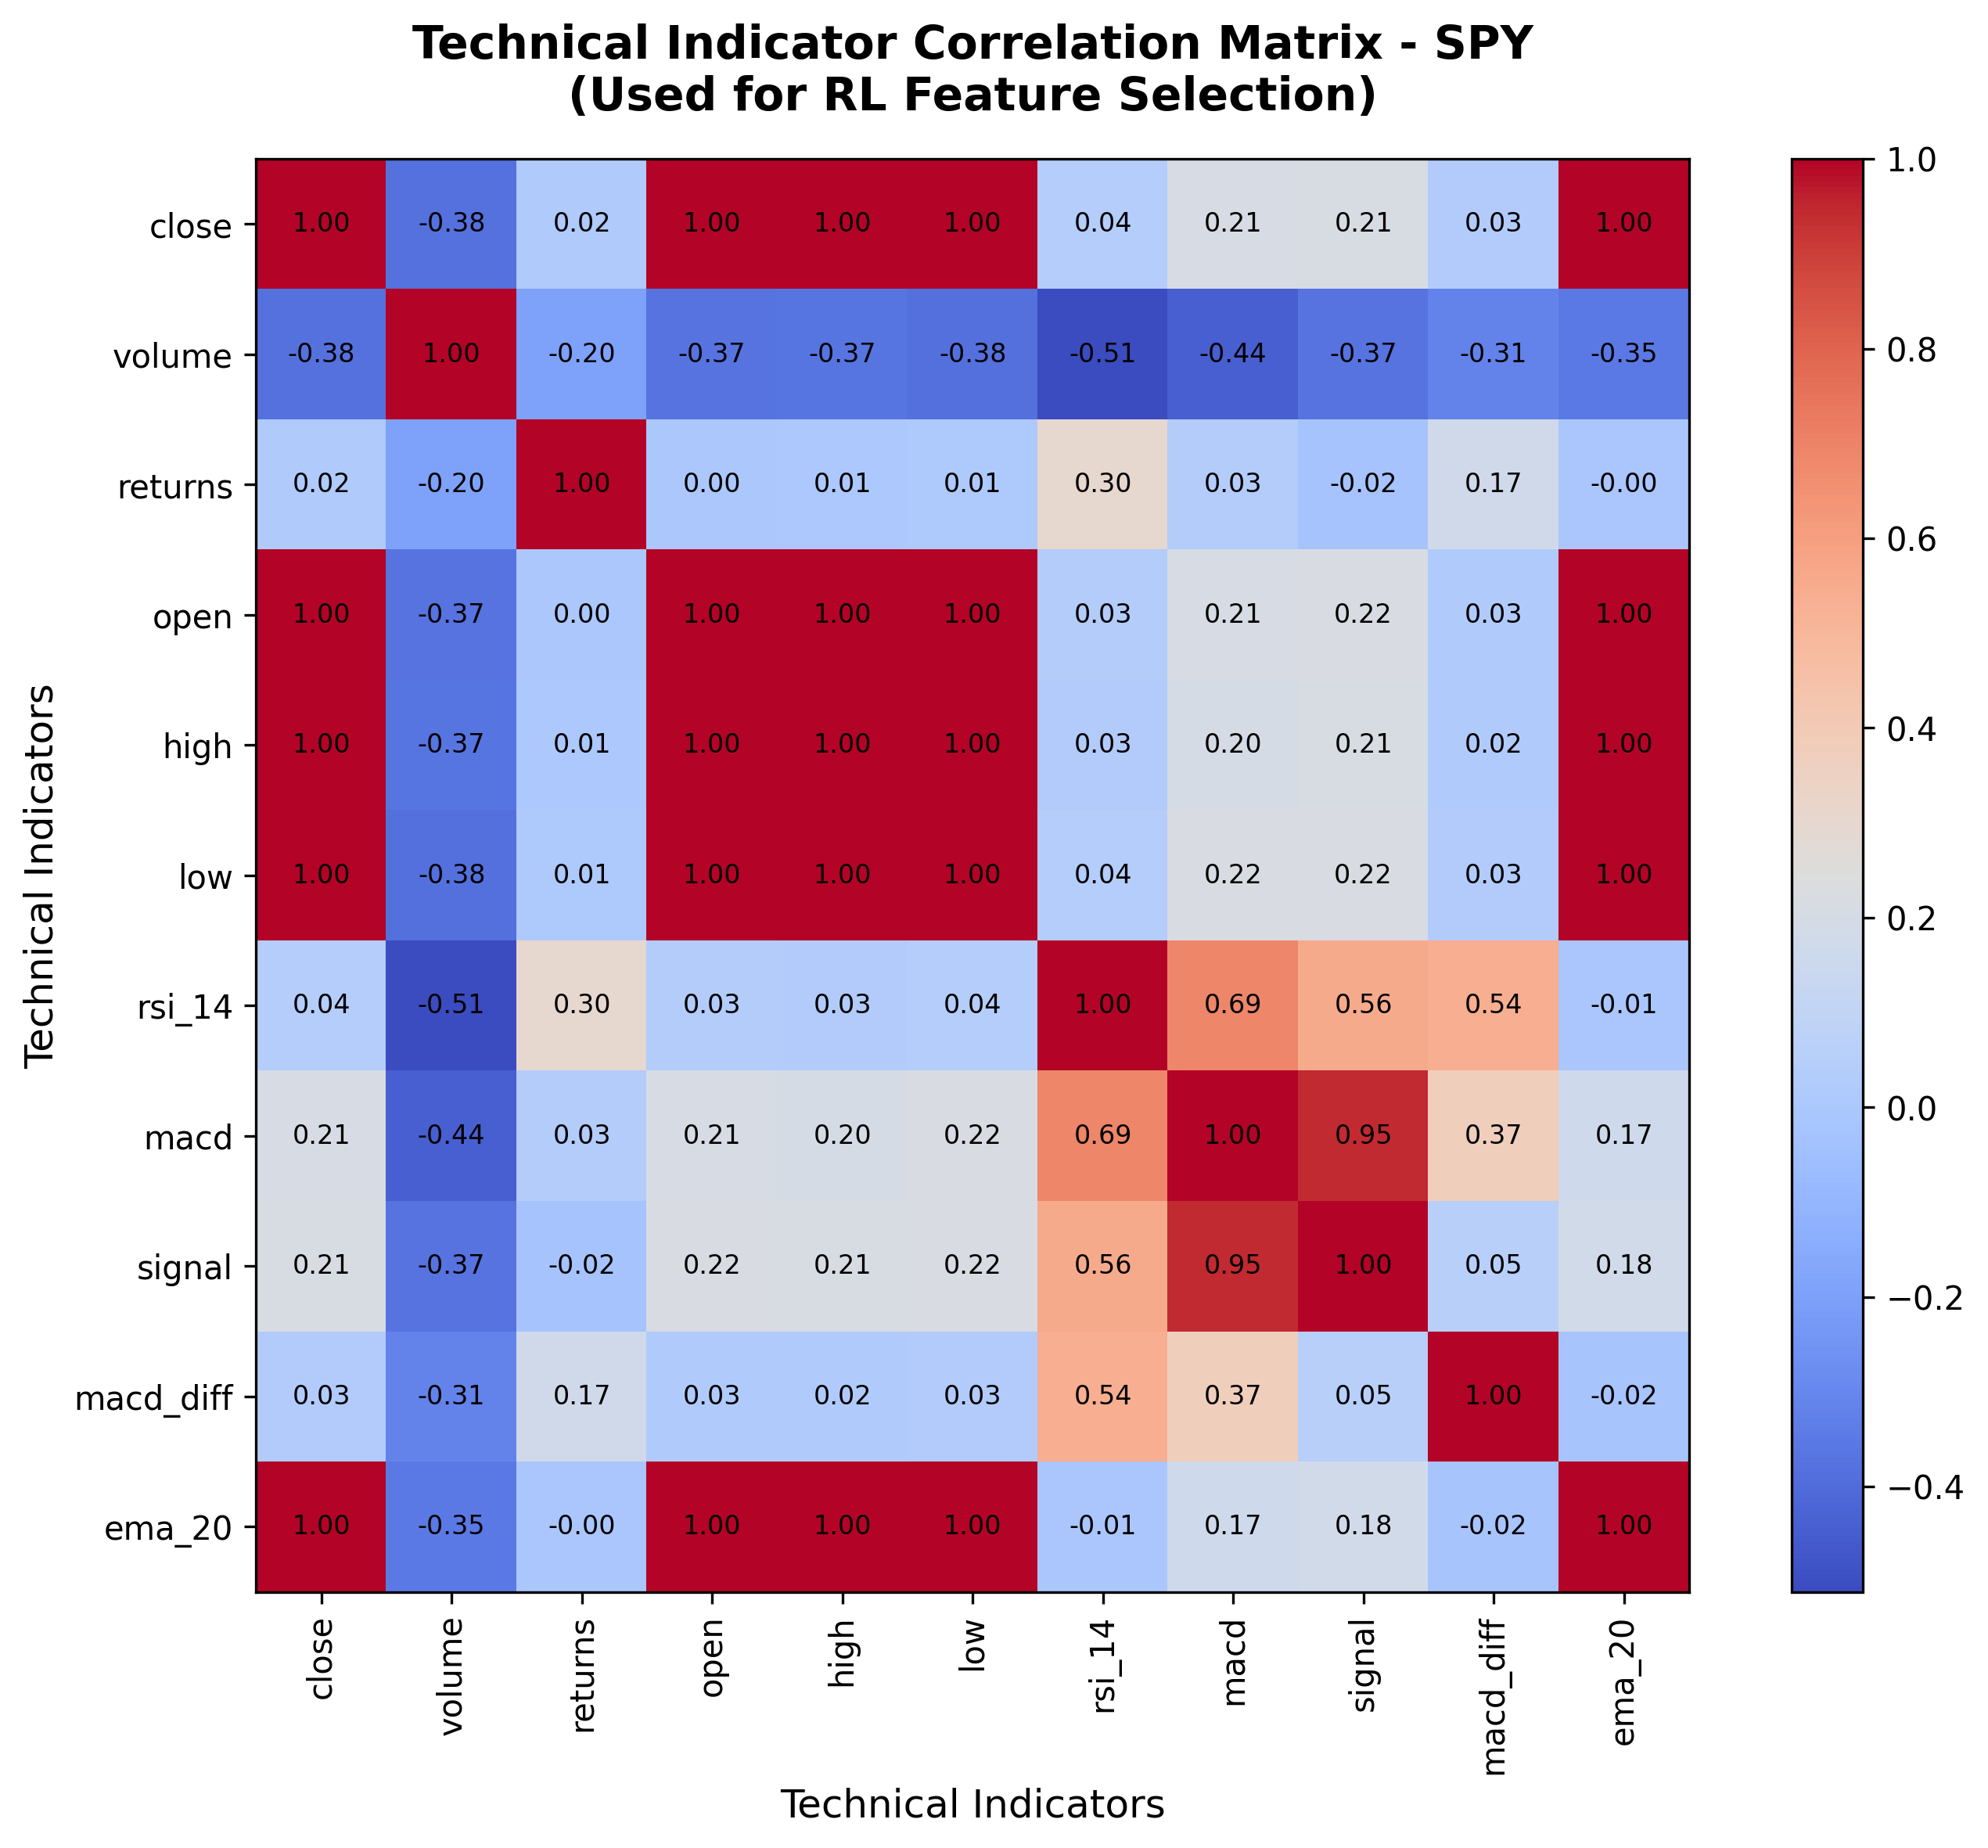 Technical Indicator Correlation Matrix - SPY
(Used for RL Feature Selection)
Technical Indicators
close 1.00 -0.38 0.02 1.00 1.00 1.00 0.04 0.21 0.21 0.03 1.00
volume -0.38 1.00 -0.20 -0.37 -0.37 -0.38 -0.51 -0.44 -0.37 -0.31 -0.35
returns 0.02 -0.20 1.00 0.00 0.01 0.01 0.30 0.03 -0.02 0.17 -0.00
open 1.00 -0.37 0.00 1.00 1.00 1.00 0.03 0.21 0.22 0.03 1.00
high 1.00 -0.37 0.01 1.00 1.00 1.00 0.03 0.20 0.21 0.02 1.00
low 1.00 -0.38 0.01 1.00 1.00 1.00 0.04 0.22 0.22 0.03 1.00
rsi_14 0.04 -0.51 0.30 0.03 0.03 0.04 1.00 0.69 0.56 0.54 -0.01
macd 0.21 -0.44 0.03 0.21 0.20 0.22 0.69 1.00 0.95 0.37 0.17
signal 0.21 -0.37 -0.02 0.22 0.21 0.22 0.56 0.95 1.00 0.05 0.18
macd_diff 0.03 -0.31 0.17 0.03 0.02 0.03 0.54 0.37 0.05 1.00 -0.02
ema_20 1.00 -0.35 -0.00 1.00 1.00 1.00 -0.01 0.17 0.18 -0.02 1.00
close volume returns open high low rsi_14 macd signal macd_diff ema_20
Technical Indicators
1.0
0.8
0.6
0.4
0.2
0.0
−0.2
−0.4